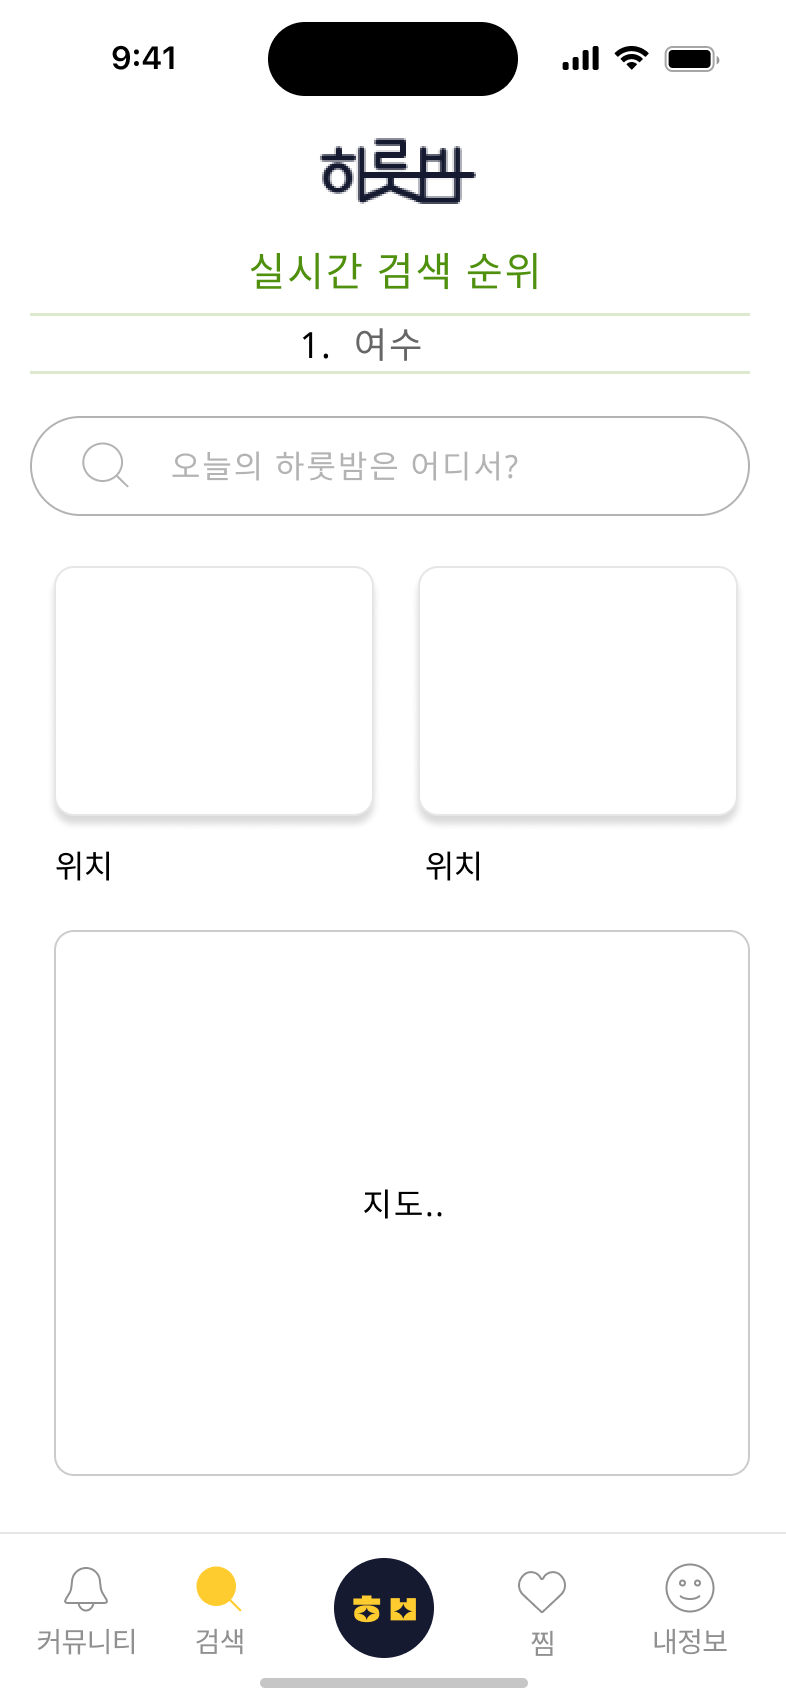 9:41
하룻밤
실시간 검색 순위
1. 여수
오늘의 하룻밤은 어디서?
위치 위치
지도..
커뮤니티 검색 찜 내정보